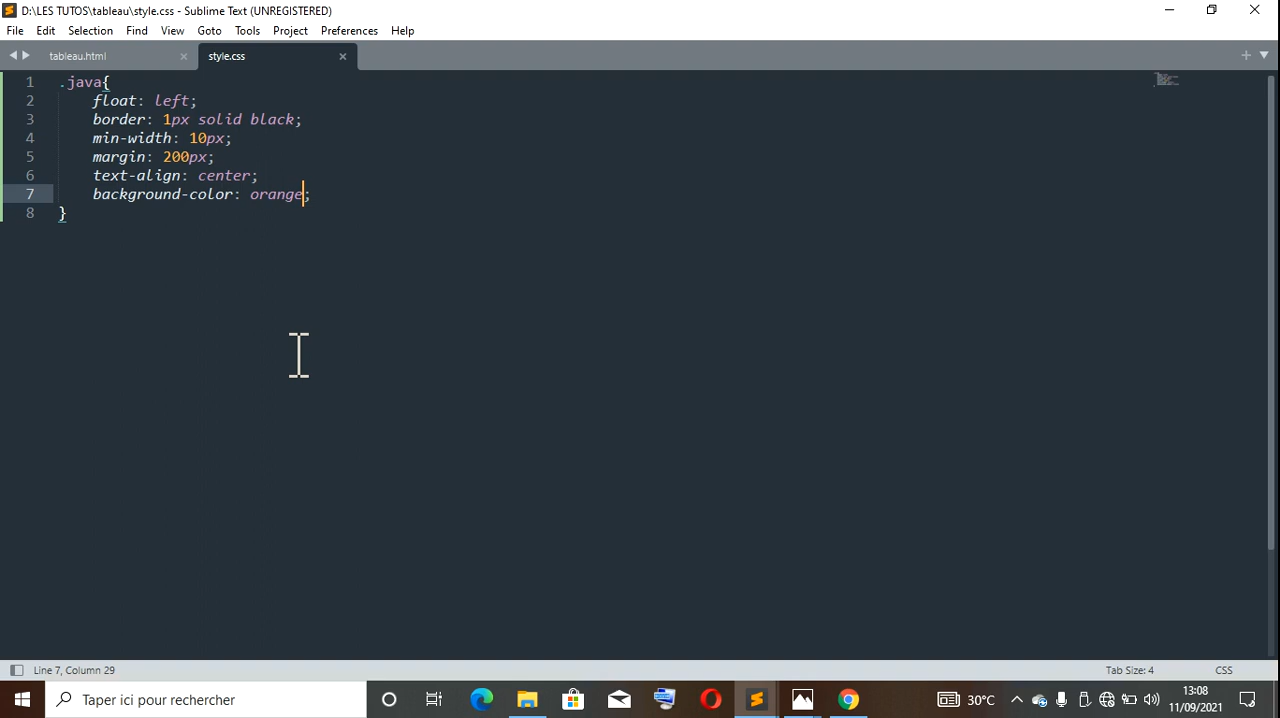 D:\LES TUTOS\tableau\style.css - Sublime Text (UNREGISTERED)
File Edit Selection Find View Goto Tools Project Preferences Help
tableau.html style.css
1 .java{
2 float: left;
3 border: 1px solid black;
4 min-width: 10px;
5 margin: 200px;
6 text-align: center;
7 background-color: orange;
8 }
Line 7, Column 29 Tab Size: 4 CSS
Taper ici pour rechercher 30°C 13:08
11/09/2021